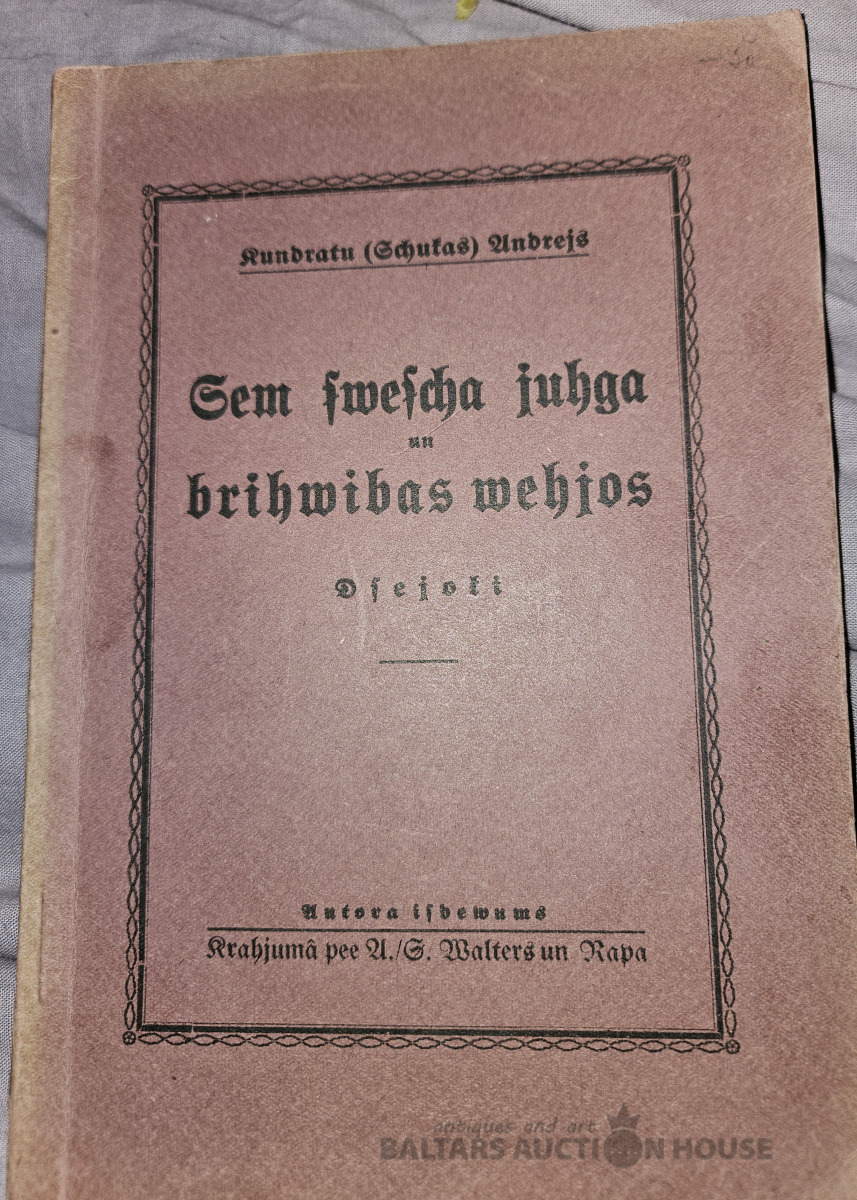 Kundratu (Schukas) Andrejs
Sem ſweſcha juhga
un
brihwibas wehjos
Dſejoki
Autora iſdewums
Krahjumâ pee A./S. Walters un Rapa
antiques and art
BALTARS AUCTION HOUSE